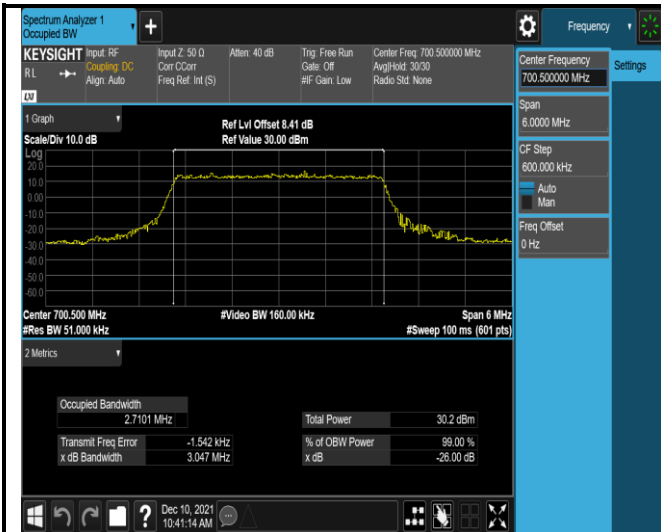 Spectrum Analyzer 1
Occupied BW
+
Frequency
KEYSIGHT
RL
Input: RF
Coupling: DC
Align: Auto
Input Z: 50 Ω
Corr CCorr
Freq Ref: Int (S)
Atten: 40 dB
Trig: Free Run
Gate: Off
#IF Gain: Low
Center Freq: 700.500000 MHz
Avg|Hold: 30/30
Radio Std: None
LXI
Center Frequency
700.500000 MHz
Settings
Span
6.0000 MHz
CF Step
600.000 kHz
Auto
Man
Freq Offset
0 Hz
1 Graph
Scale/Div 10.0 dB
Ref Lvl Offset 8.41 dB
Ref Value 30.00 dBm
Log
20.0
10.0
0.00
-10.0
-20.0
-30.0
-40.0
-50.0
-60.0
Center 700.500 MHz
#Res BW 51.000 kHz
#Video BW 160.00 kHz
Span 6 MHz
#Sweep 100 ms (601 pts)
2 Metrics
Occupied Bandwidth
2.7101 MHz
Total Power 30.2 dBm
Transmit Freq Error -1.542 kHz
% of OBW Power 99.00 %
x dB Bandwidth 3.047 MHz
x dB -26.00 dB
?
Dec 10, 2021
10:41:14 AM